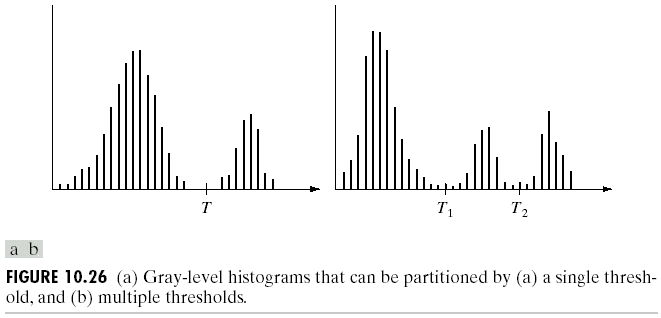 T
T1 T2
a b
FIGURE 10.26 (a) Gray-level histograms that can be partitioned by (a) a single thresh-
old, and (b) multiple thresholds.